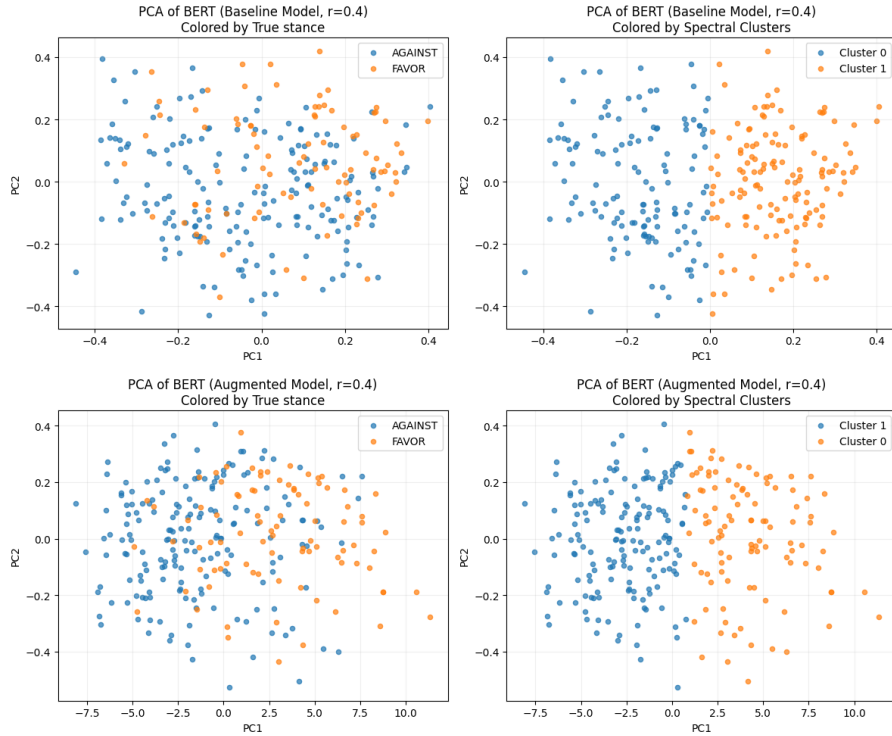 PCA of BERT (Baseline Model, r=0.4)
Colored by True stance
AGAINST
FAVOR
0.4
0.2
0.0
−0.2
−0.4
PC2
−0.4
−0.2
0.0
0.2
0.4
PC1
PCA of BERT (Baseline Model, r=0.4)
Colored by Spectral Clusters
Cluster 0
Cluster 1
0.4
0.2
0.0
−0.2
−0.4
PC2
−0.4
−0.2
0.0
0.2
0.4
PC1
PCA of BERT (Augmented Model, r=0.4)
Colored by True stance
AGAINST
FAVOR
0.4
0.2
0.0
−0.2
−0.4
PC2
−7.5
−5.0
−2.5
0.0
2.5
5.0
7.5
10.0
PC1
PCA of BERT (Augmented Model, r=0.4)
Colored by Spectral Clusters
Cluster 1
Cluster 0
0.4
0.2
0.0
−0.2
−0.4
PC2
−7.5
−5.0
−2.5
0.0
2.5
5.0
7.5
10.0
PC1